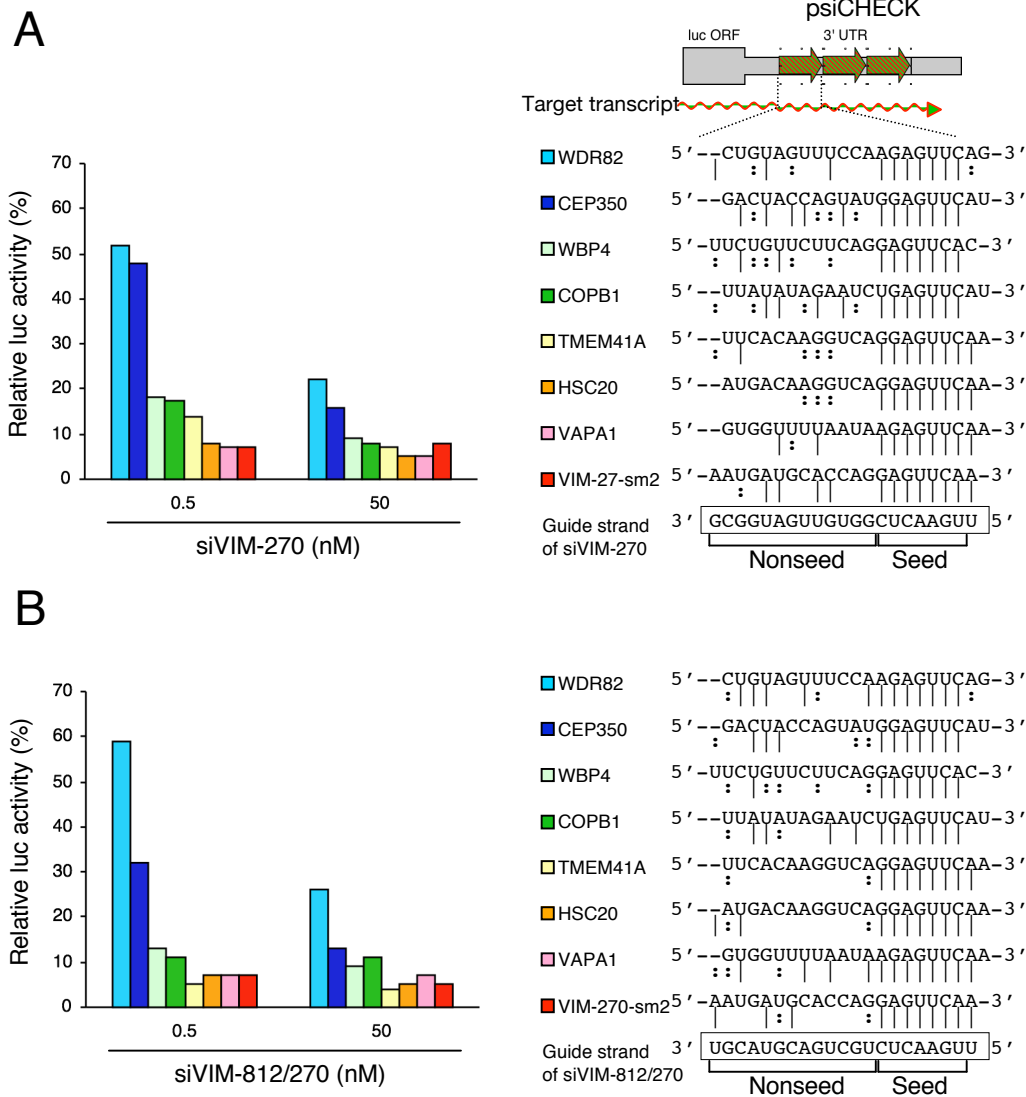 A
psiCHECK
luc ORF
3' UTR
Target transcript
Relative luc activity (%)
70
60
50
40
30
20
10
0
0.5
50
siVIM-270 (nM)
WDR82 5′--CUGUAGUUUCCAAGAGUUCAG-3′
CEP350 5′--GACUACCAGUAUGGAGUUCAU-3′
WBP4 5′-UUCUGUUCUUCAGGAGUUCAC-3′
COPB1 5′--UUAUAUAGAAUCUGAGUUCAU-3′
TMEM41A 5′--UUCACAAGGUCAGGAGUUCAA-3′
HSC20 5′--AUGACAAGGUCAGGAGUUCAA-3′
VAPA1 5′--GUGGUUUUAAUAAGAGUUCAA-3′
VIM-27-sm2 5′-AAUGAUGCACCAGGAGUUCAA-3′
Guide strand of siVIM-270 3′ GCGGUAGUUGUGGCUCAAGUU 5′
Nonseed Seed
B
Relative luc activity (%)
70
60
50
40
30
20
10
0
0.5
50
siVIM-812/270 (nM)
WDR82 5′--CUGUAGUUUCCAAGAGUUCAG-3′
CEP350 5′--GACUACCAGUAUGGAGUUCAU-3′
WBP4 5′-UUCUGUUCUUCAGGAGUUCAC-3′
COPB1 5′--UUAUAUAGAAUCUGAGUUCAU-3′
TMEM41A 5′--UUCACAAGGUCAGGAGUUCAA-3′
HSC20 5′--AUGACAAGGUCAGGAGUUCAA-3′
VAPA1 5′--GUGGUUUUAAUAAGAGUUCAA-3′
VIM-270-sm2 5′-AAUGAUGCACCAGGAGUUCAA-3′
Guide strand of siVIM-812/270 3′ UGCAUGCAGUCGUCUCAAGUU 5′
Nonseed Seed